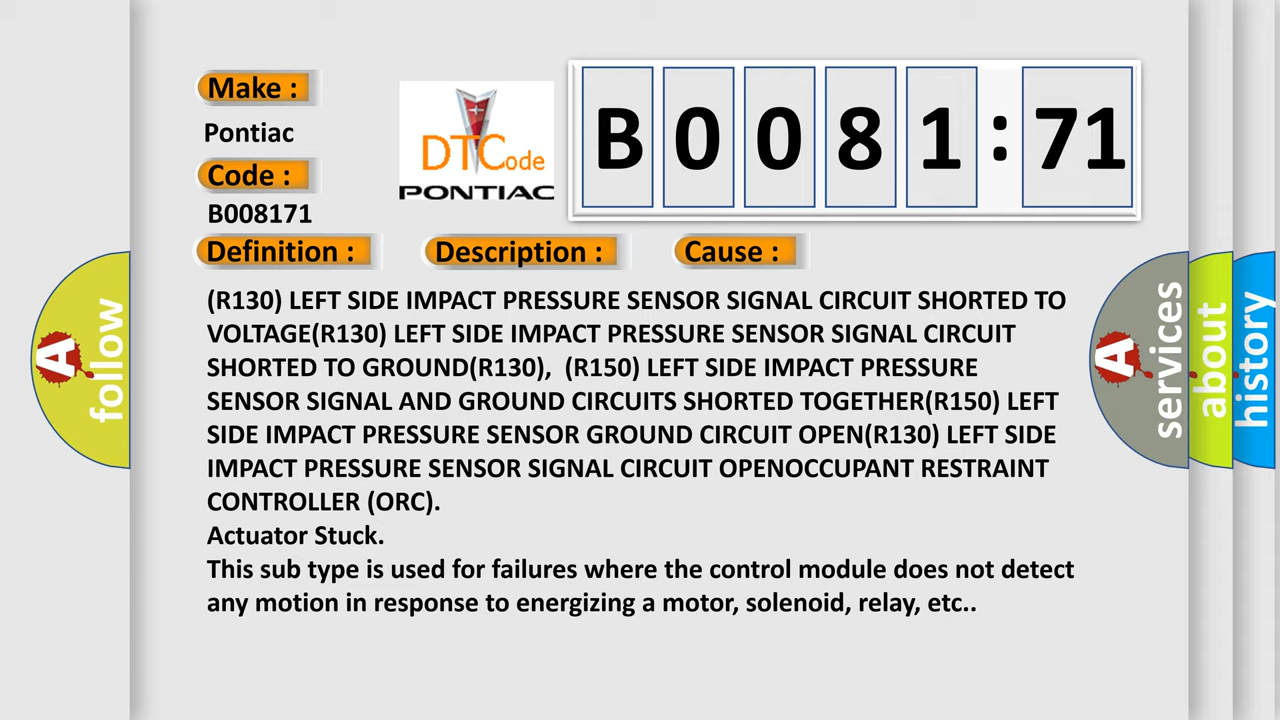 Make :
Pontiac
Code :
B008171
DTCode
PONTIAC
B0081:71
Definition :
Description :
Cause :
(R130) LEFT SIDE IMPACT PRESSURE SENSOR SIGNAL CIRCUIT SHORTED TO
VOLTAGE(R130) LEFT SIDE IMPACT PRESSURE SENSOR SIGNAL CIRCUIT
SHORTED TO GROUND(R130),  (R150) LEFT SIDE IMPACT PRESSURE
SENSOR SIGNAL AND GROUND CIRCUITS SHORTED TOGETHER(R150) LEFT
SIDE IMPACT PRESSURE SENSOR GROUND CIRCUIT OPEN(R130) LEFT SIDE
IMPACT PRESSURE SENSOR SIGNAL CIRCUIT OPENOCCUPANT RESTRAINT
CONTROLLER (ORC).
Actuator Stuck.
This sub type is used for failures where the control module does not detect
any motion in response to energizing a motor, solenoid, relay, etc..
A follow
A services
about
history